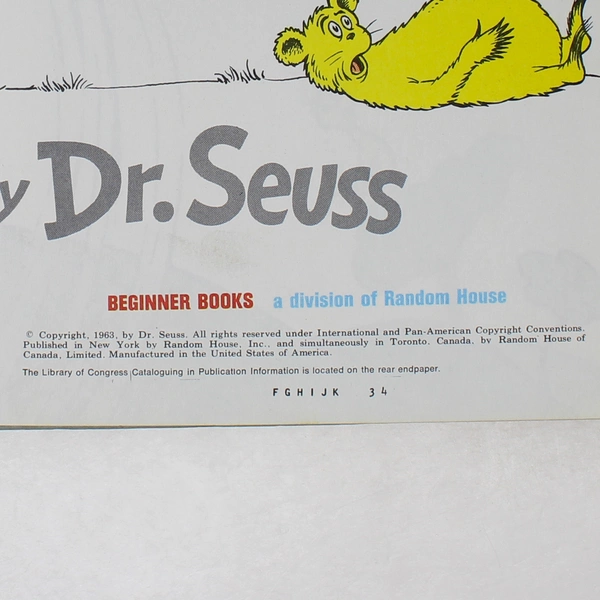 y Dr. Seuss
BEGINNER BOOKS a division of Random House
© Copyright, 1963, by Dr. Seuss. All rights reserved under International and Pan-American Copyright Conventions.
Published in New York by Random House, Inc., and simultaneously in Toronto, Canada, by Random House of
Canada, Limited. Manufactured in the United States of America.
The Library of Congress Cataloguing in Publication Information is located on the rear endpaper.
F G H I J K 3 4